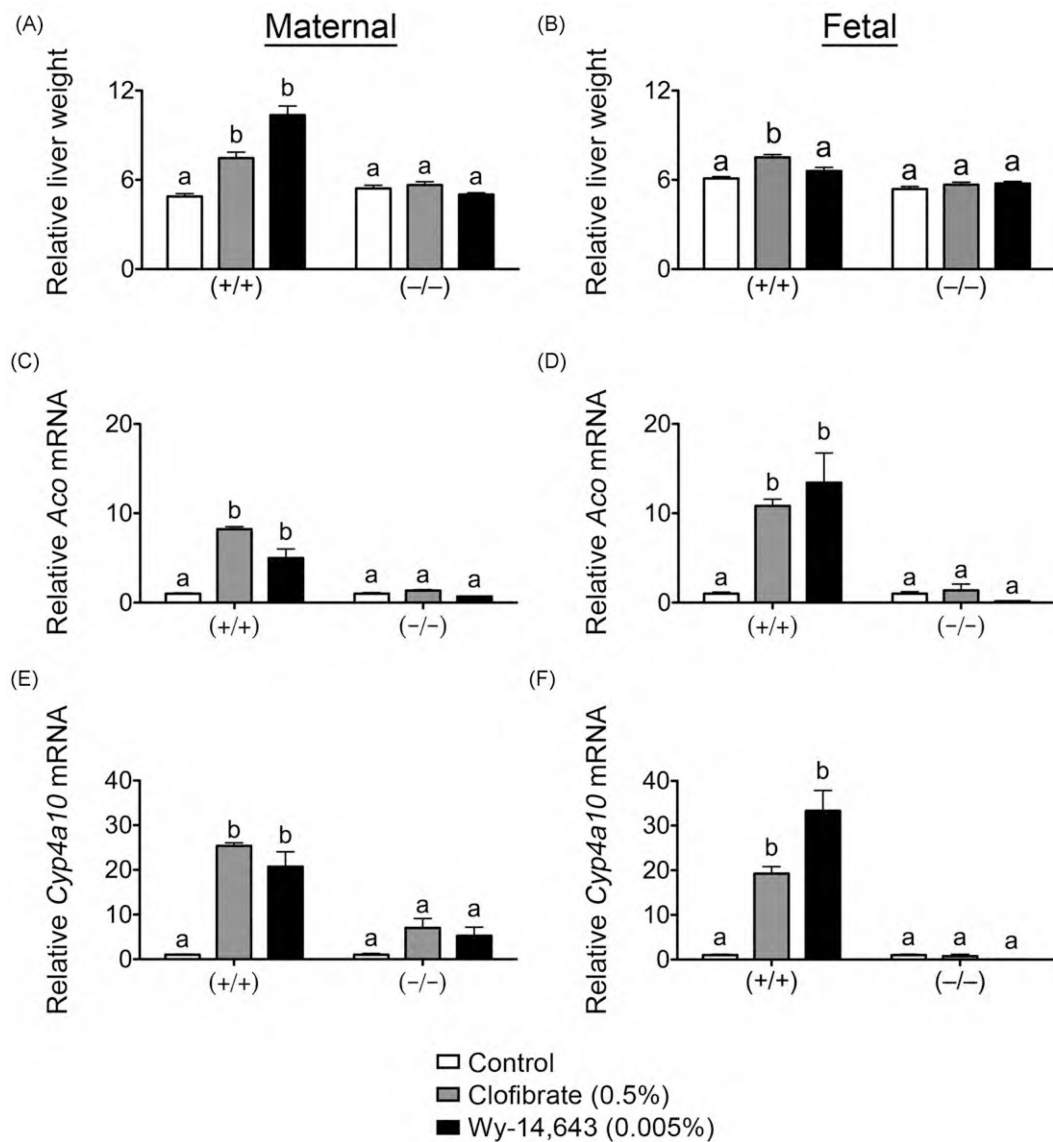 (A)
Maternal
Relative liver weight
12
6
0
a
b
b
a
a
a
(+/+)
(–/–)
(B)
Fetal
Relative liver weight
12
6
0
a
b
a
a
a
a
(+/+)
(–/–)
(C)
Relative Aco mRNA
20
10
0
a
b
b
a
a
a
(+/+)
(–/–)
(D)
Relative Aco mRNA
20
10
0
a
b
b
a
a
a
(+/+)
(–/–)
(E)
Relative Cyp4a10 mRNA
40
30
20
10
0
a
b
b
a
a
a
(+/+)
(–/–)
(F)
Relative Cyp4a10 mRNA
40
30
20
10
0
a
b
b
a
a
a
(+/+)
(–/–)
Control
Clofibrate (0.5%)
Wy-14,643 (0.005%)